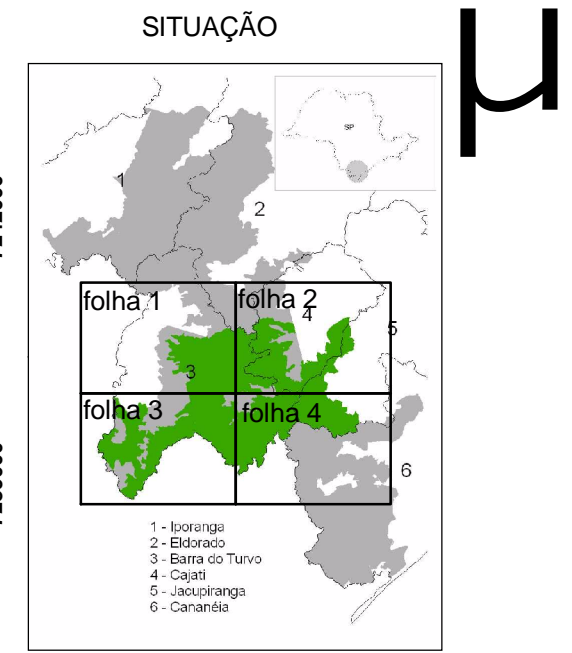 SITUAÇÃO
µ
SP
1
2
folha 1
folha 2
4
5
3
folha 3
folha 4
6
1 - Iporanga
2 - Eldorado
3 - Barra do Turvo
4 - Cajati
5 - Jacupiranga
6 - Cananéia